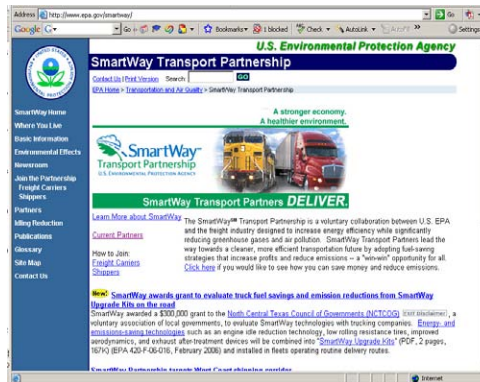 Address http://www.epa.gov/smartway/ Go
Google G Go Bookmarks 1 blocked Check AutoLink AutoFill Settings
U.S. Environmental Protection Agency
SmartWay Transport Partnership
Contact Us | Print Version Search: GO
EPA Home > Transportation and Air Quality > SmartWay Transport Partnership
SmartWay Home
Where You Live
Basic Information
Environmental Effects
Newsroom
Join the Partnership
Freight Carriers
Shippers
Partners
Idling Reduction
Publications
Glossary
Site Map
Contact Us
A stronger economy.
A healthier environment.
SmartWay
Transport Partnership
U.S. ENVIRONMENTAL PROTECTION AGENCY
SmartWay Transport Partners DELIVER.
Learn More about SmartWay
Current Partners
How to Join:
Freight Carriers
Shippers
The SmartWay℠ Transport Partnership is a voluntary collaboration between U.S. EPA
and the freight industry designed to increase energy efficiency while significantly
reducing greenhouse gases and air pollution. SmartWay Transport Partners lead the
way towards a cleaner, more efficient transportation future by adopting fuel-saving
strategies that increase profits and reduce emissions -- a "win-win" opportunity for all.
Click here if you would like to see how you can save money and reduce emissions.
New! SmartWay awards grant to evaluate truck fuel savings and emission reductions from SmartWay
Upgrade Kits on the road
SmartWay awarded a $300,000 grant to the North Central Texas Council of Governments (NCTCOG) EXIT Disclaimer, a
voluntary association of local governments, to evaluate SmartWay technologies with trucking companies. Energy- and
emissions-saving technologies such as an engine idle reduction technology, low rolling resistance tires, improved
aerodynamics, and exhaust after-treatment devices will be combined into "SmartWay Upgrade Kits" (PDF, 2 pages,
167K) (EPA 420-F-06-016, February 2006) and installed in fleets operating routine delivery routes.
SmartWay Partnership targets West Coast shipping corridor
Internet